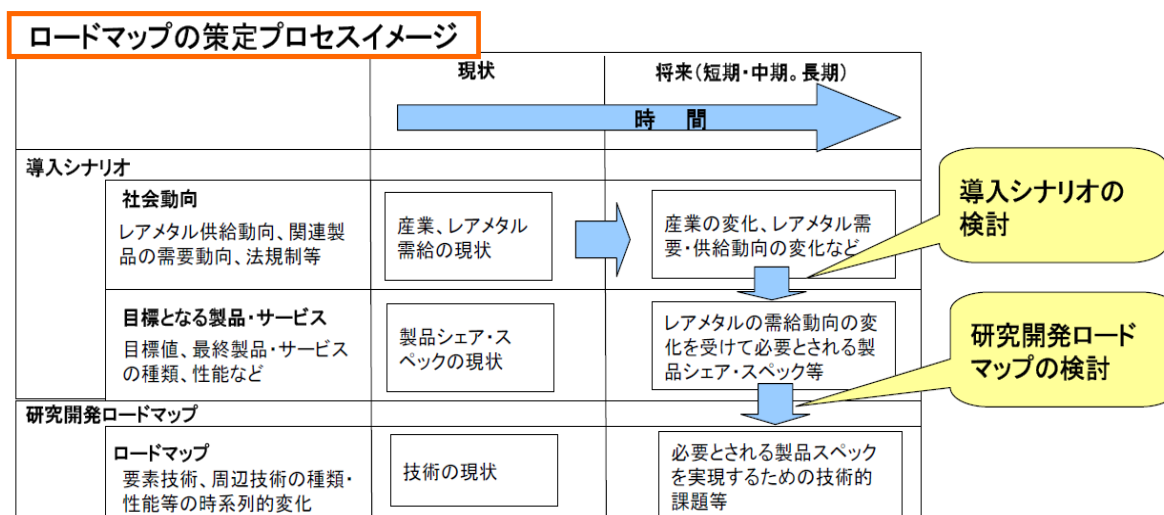 ロードマップの策定プロセスイメージ
現状
将来(短期・中期。長期)
時 間
導入シナリオ
社会動向
レアメタル供給動向、関連製
品の需要動向、法規制等
産業、レアメタル
需給の現状
産業の変化、レアメタル需
要・供給動向の変化など
導入シナリオの
検討
目標となる製品・サービス
目標値、最終製品・サービス
の種類、性能など
製品シェア・ス
ペックの現状
レアメタルの需給動向の変
化を受けて必要とされる製
品シェア・スペック等
研究開発ロード
マップの検討
研究開発ロードマップ
ロードマップ
要素技術、周辺技術の種類・
性能等の時系列的変化
技術の現状
必要とされる製品スペック
を実現するための技術的
課題等